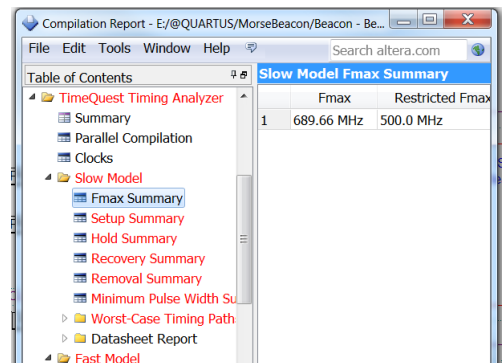 Compilation Report - E:/@QUARTUS/MorseBeacon/Beacon - Be...
File Edit Tools Window Help
Search altera.com
Table of Contents
TimeQuest Timing Analyzer
Summary
Parallel Compilation
Clocks
Slow Model
Fmax Summary
Setup Summary
Hold Summary
Recovery Summary
Removal Summary
Minimum Pulse Width Su
Worst-Case Timing Path
Datasheet Report
Fast Model
Slow Model Fmax Summary
Fmax Restricted Fmax
1 689.66 MHz 500.0 MHz